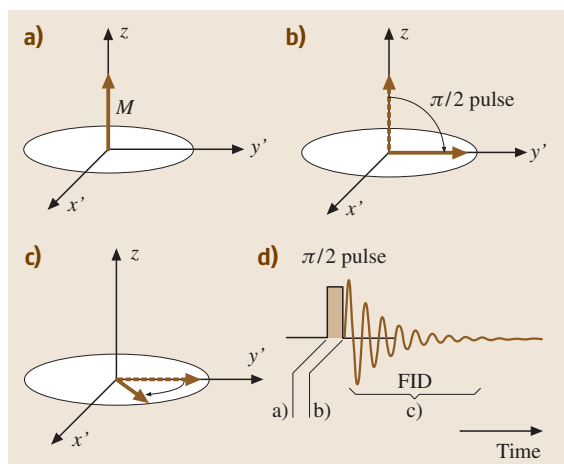 a)
z
M
y'
x'
b)
z
π/2 pulse
y'
x'
c)
z
y'
x'
d)
π/2 pulse
FID
a) b) c)
Time